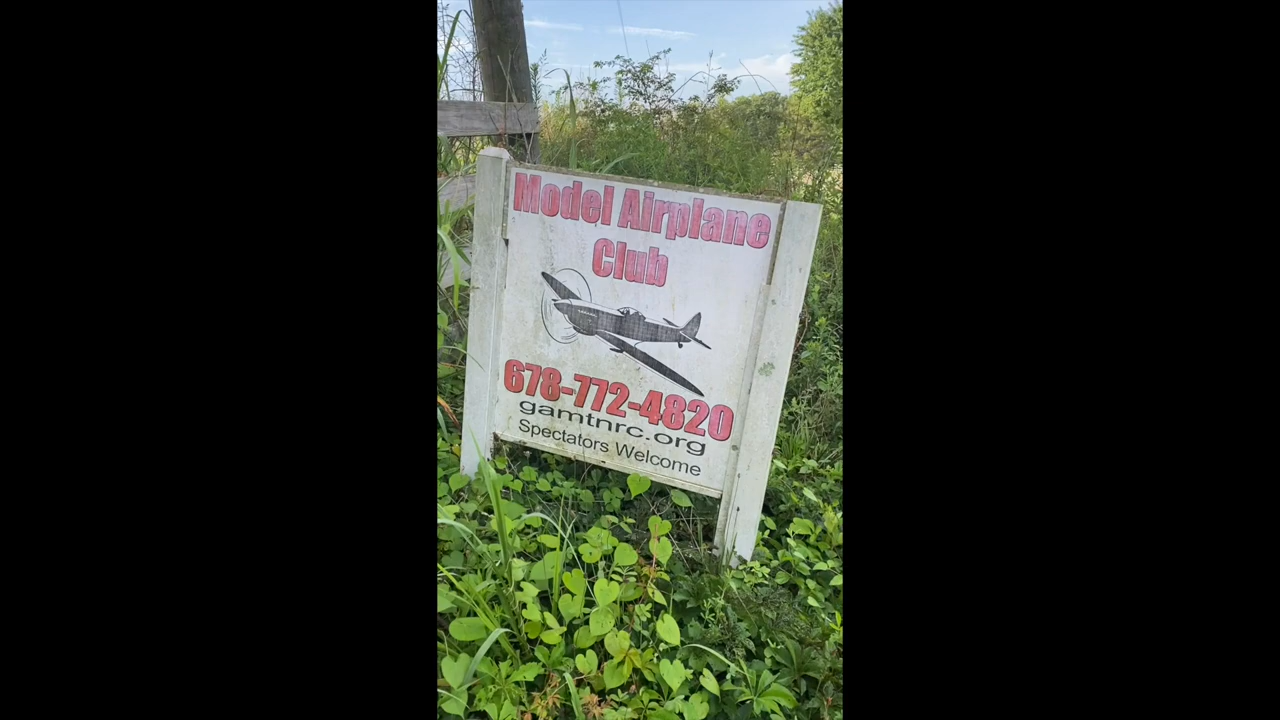 Model Airplane
Club
678-772-4820
gamtnrc.org
Spectators Welcome